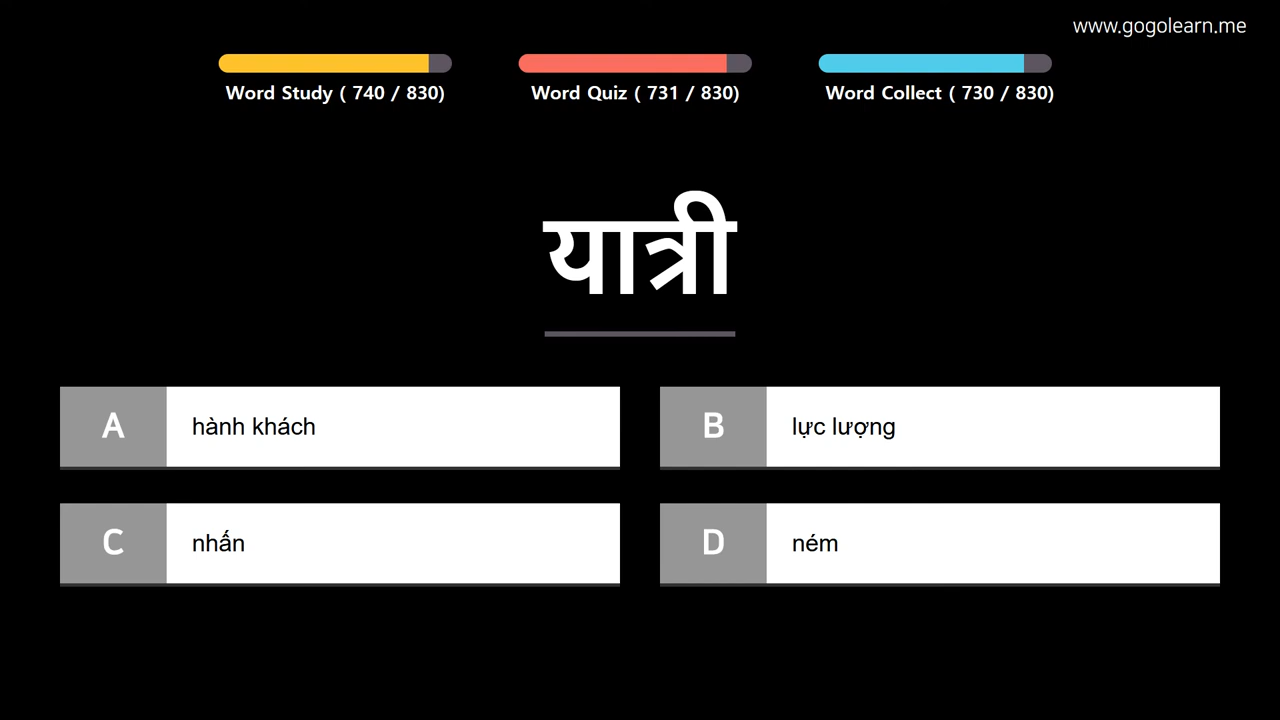 www.gogolearn.me
Word Study ( 740 / 830)
Word Quiz ( 731 / 830)
Word Collect ( 730 / 830)
यात्री
A hành khách
B lực lượng
C nhấn
D ném